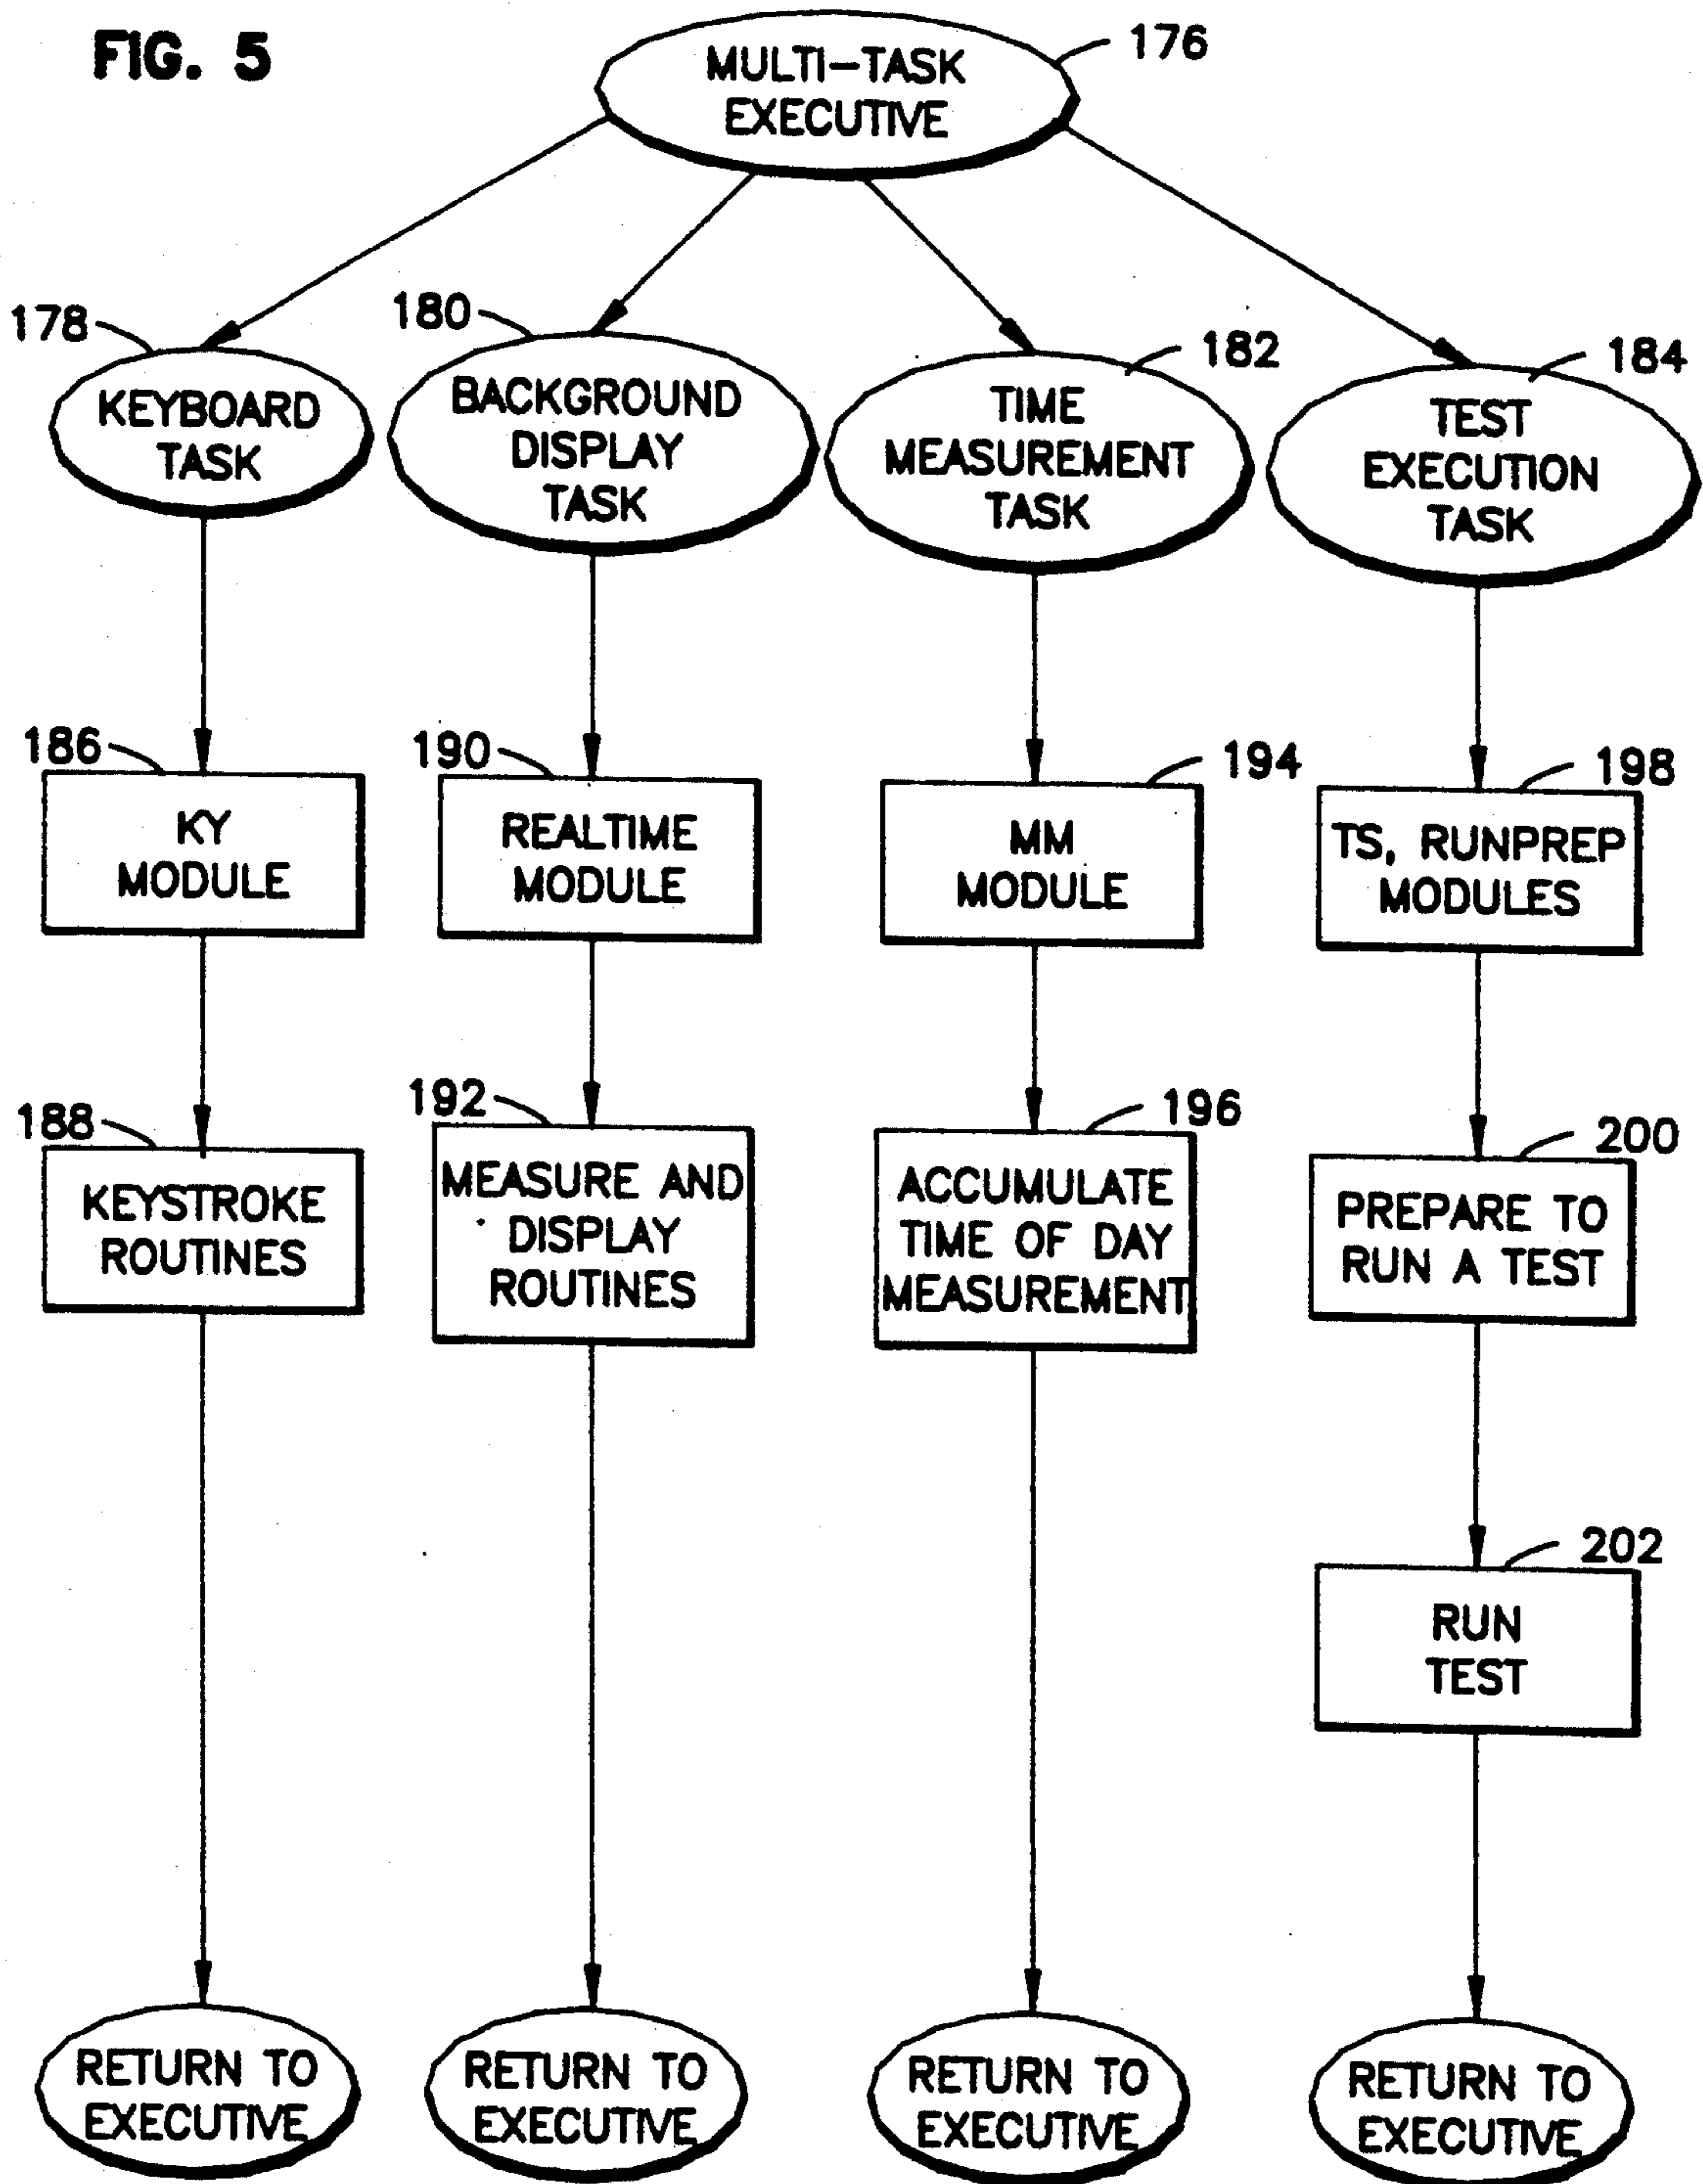 FIG. 5
MULTI-TASK
EXECUTIVE
176
178
KEYBOARD
TASK
180
BACKGROUND
DISPLAY
TASK
182
TIME
MEASUREMENT
TASK
184
TEST
EXECUTION
TASK
186
KY
MODULE
190
REALTIME
MODULE
194
MM
MODULE
198
TS, RUNPREP
MODULES
188
KEYSTROKE
ROUTINES
192
MEASURE AND
DISPLAY
ROUTINES
196
ACCUMULATE
TIME OF DAY
MEASUREMENT
200
PREPARE TO
RUN A TEST
202
RUN
TEST
RETURN TO
EXECUTIVE
RETURN TO
EXECUTIVE
RETURN TO
EXECUTIVE
RETURN TO
EXECUTIVE